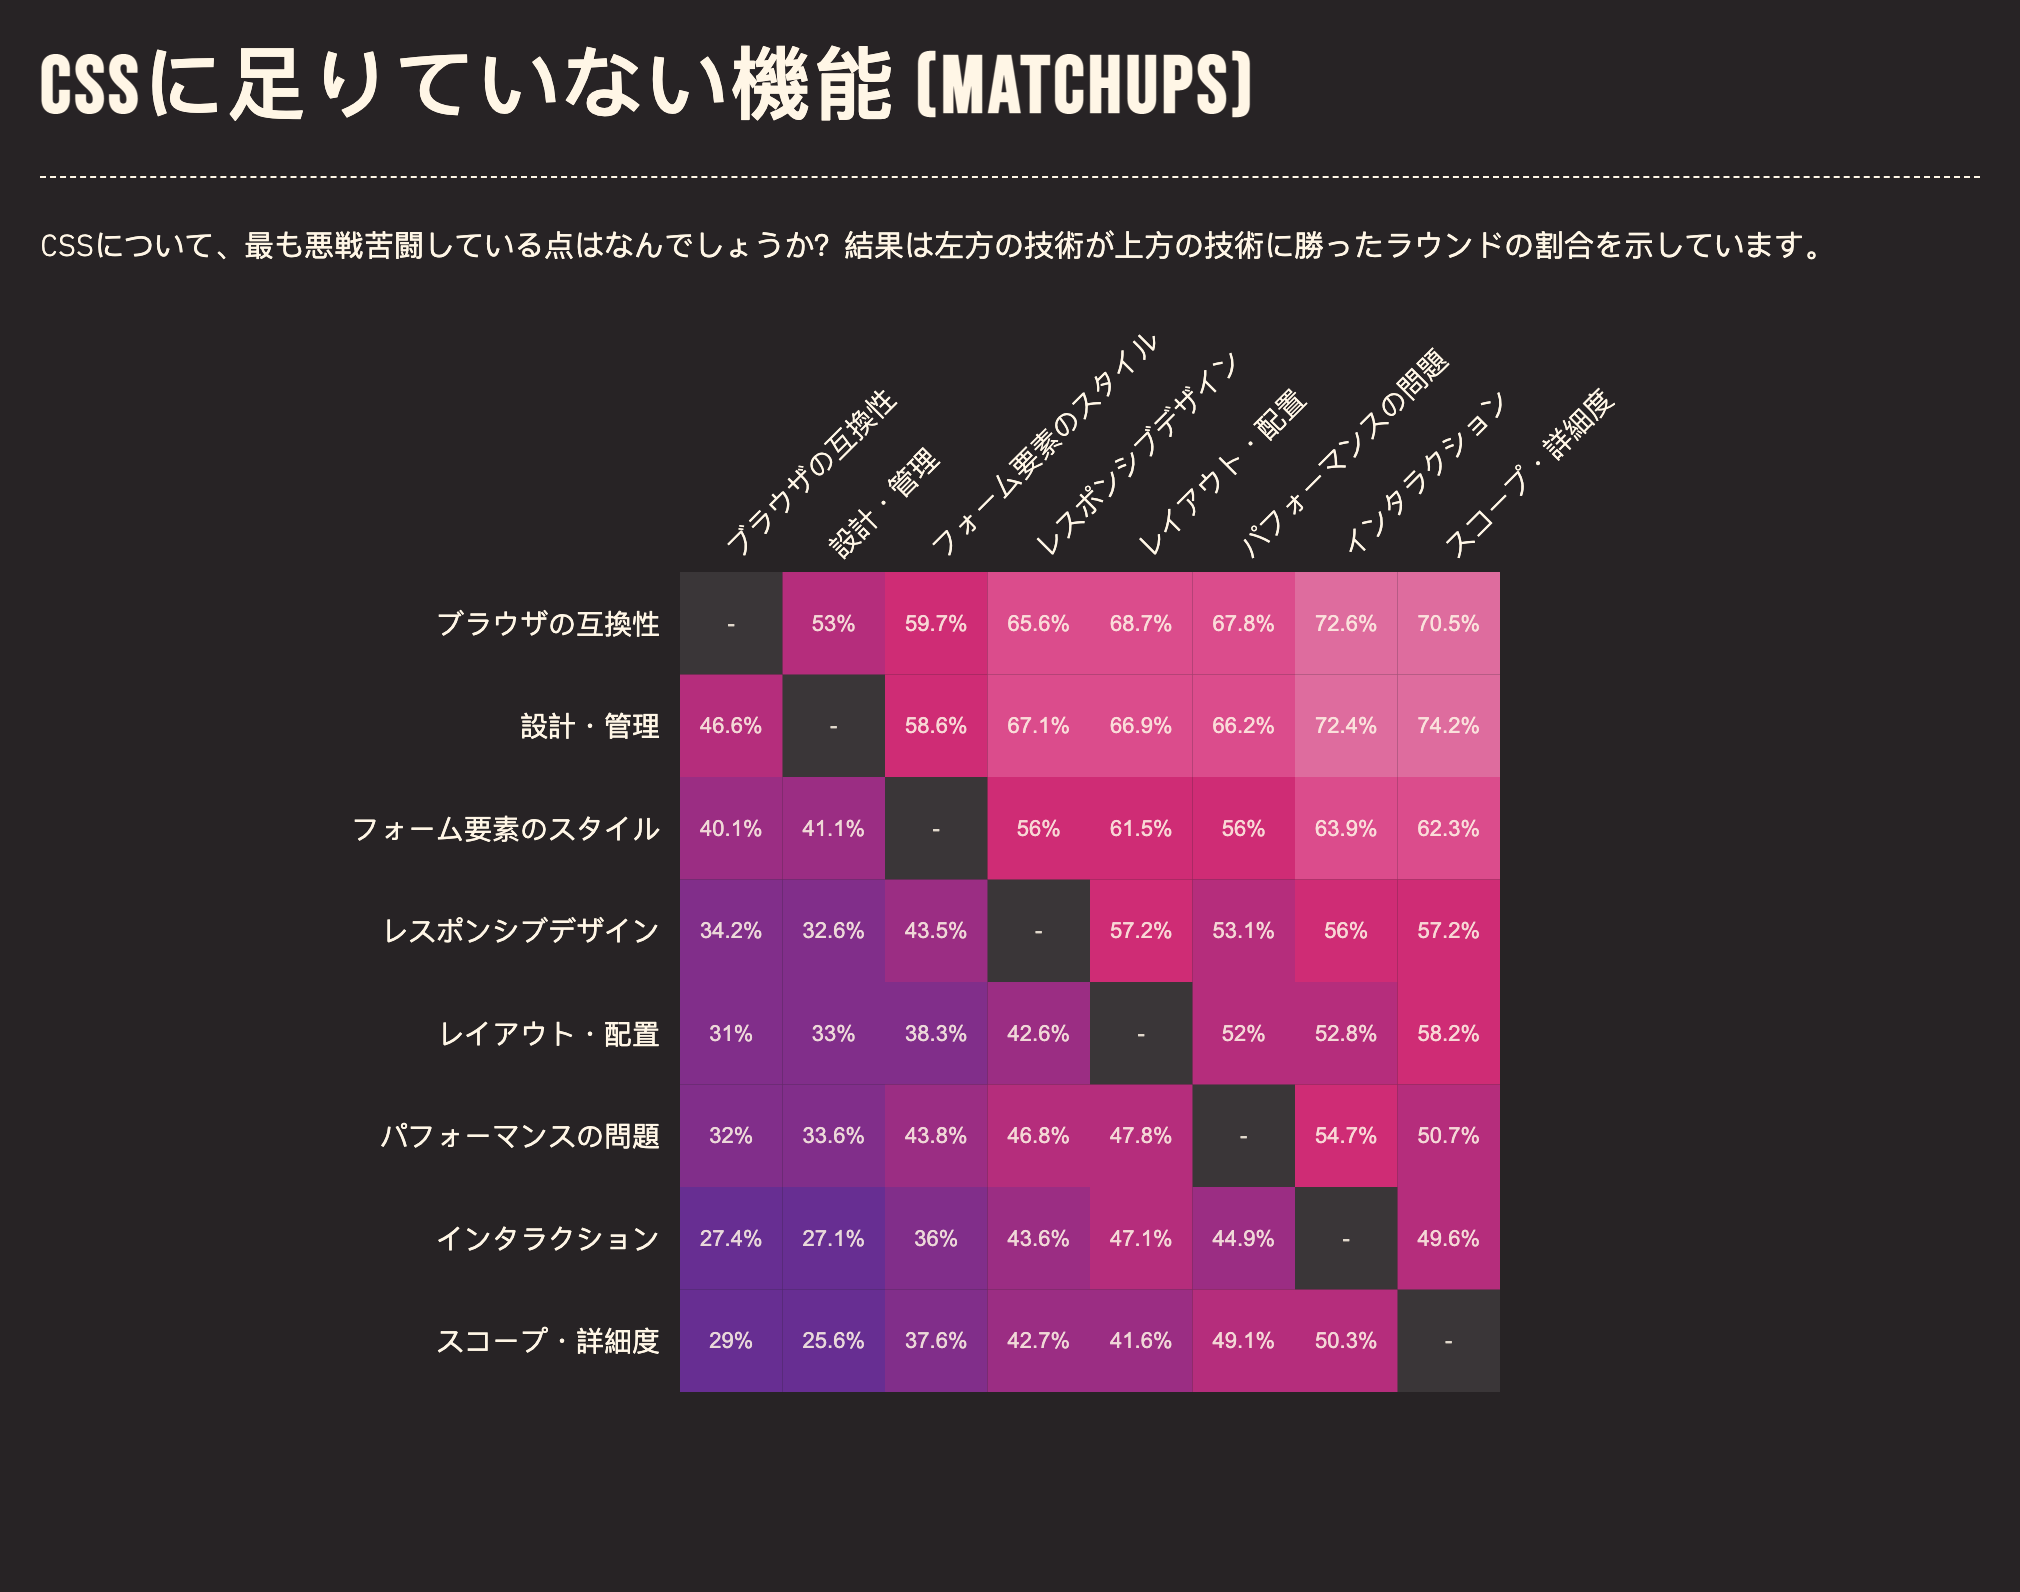 CSSに足りていない機能 (MATCHUPS)
CSSについて、最も悪戦苦闘している点はなんでしょうか? 結果は左方の技術が上方の技術に勝ったラウンドの割合を示しています。
ブラウザの互換性
設計・管理
フォーム要素のスタイル
レスポンシブデザイン
レイアウト・配置
パフォーマンスの問題
インタラクション
スコープ・詳細度
ブラウザの互換性 - 53% 59.7% 65.6% 68.7% 67.8% 72.6% 70.5%
設計・管理 46.6% - 58.6% 67.1% 66.9% 66.2% 72.4% 74.2%
フォーム要素のスタイル 40.1% 41.1% - 56% 61.5% 56% 63.9% 62.3%
レスポンシブデザイン 34.2% 32.6% 43.5% - 57.2% 53.1% 56% 57.2%
レイアウト・配置 31% 33% 38.3% 42.6% - 52% 52.8% 58.2%
パフォーマンスの問題 32% 33.6% 43.8% 46.8% 47.8% - 54.7% 50.7%
インタラクション 27.4% 27.1% 36% 43.6% 47.1% 44.9% - 49.6%
スコープ・詳細度 29% 25.6% 37.6% 42.7% 41.6% 49.1% 50.3% -